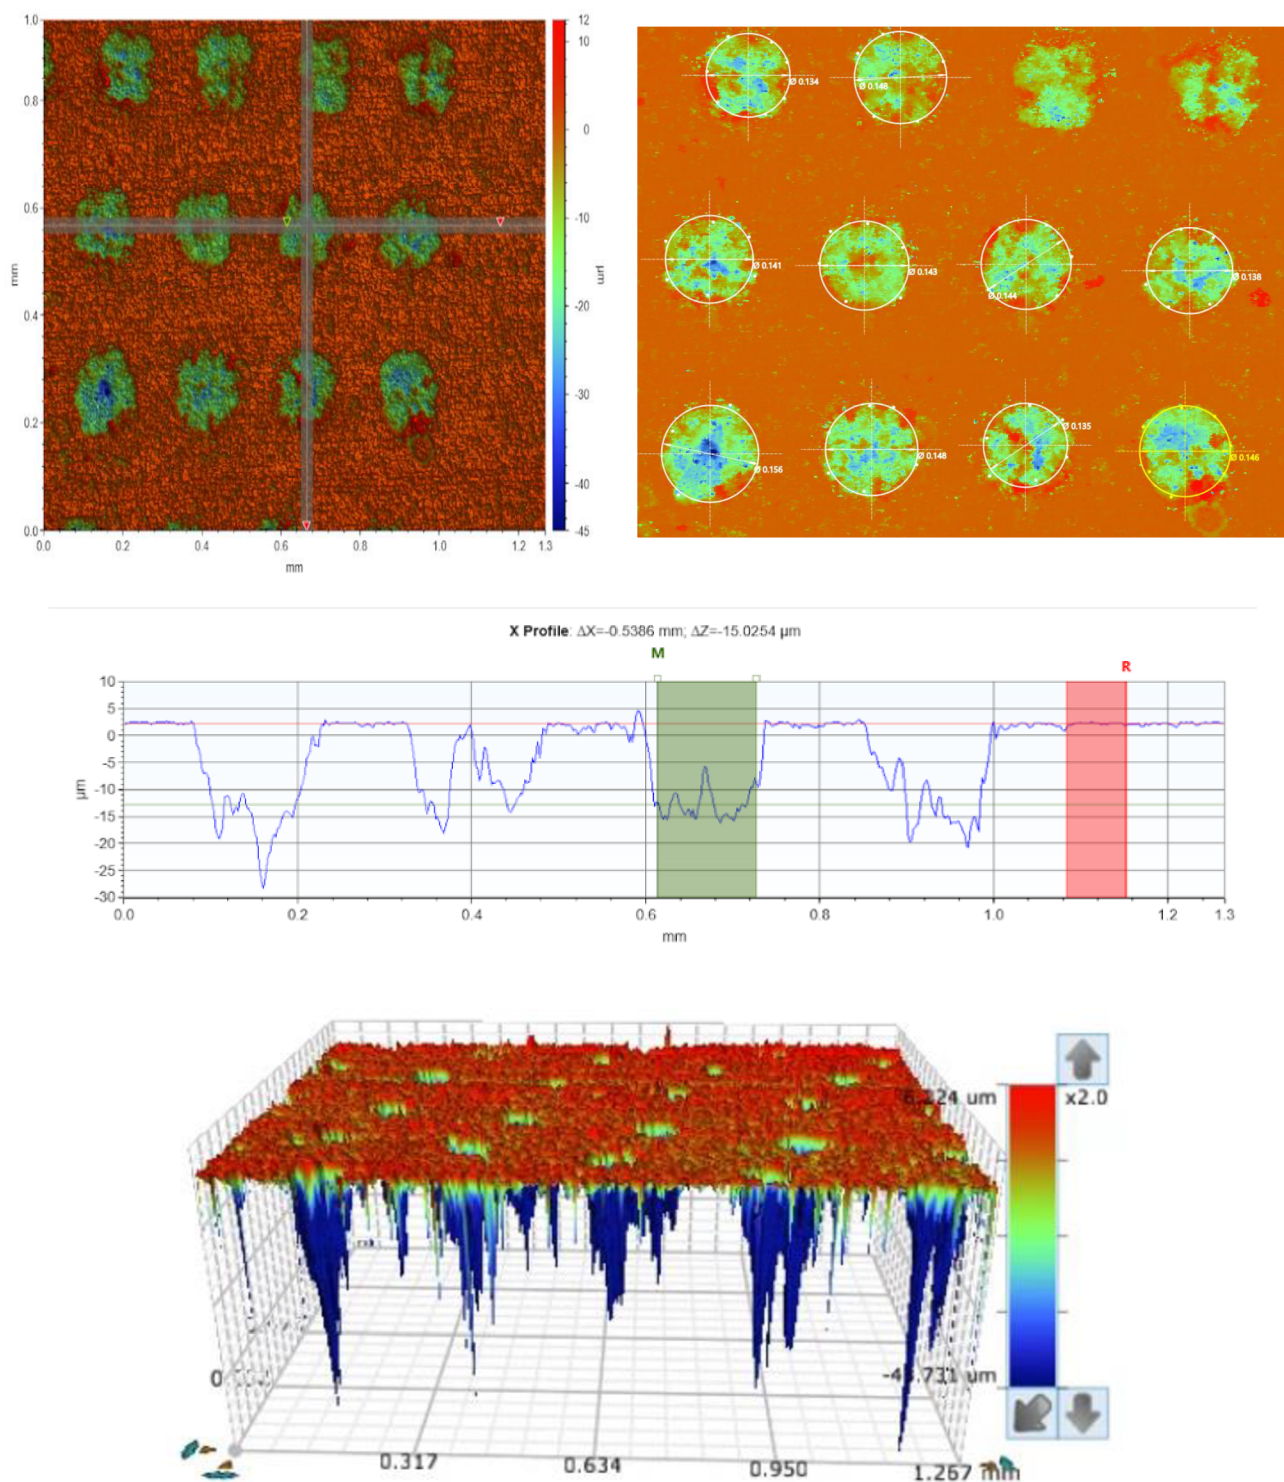 1.0
0.8
0.6
0.4
0.2
0.0
mm
0.0 0.2 0.4 0.6 0.8 1.0 1.2 1.3
mm
12
10
0
-10
-20
-30
-40
-45
µm
Ø 0.134
Ø 0.148
Ø 0.141
Ø 0.143
Ø 0.144
Ø 0.138
Ø 0.156
Ø 0.148
Ø 0.135
Ø 0.146
X Profile: ΔX=-0.5386 mm; ΔZ=-15.0254 µm
M
R
10
5
0
-5
-10
-15
-20
-25
-30
µm
0.0 0.2 0.4 0.6 0.8 1.0 1.2 1.3
mm
um
x2.0
um
0.317
0.634
0.950
1.267 mm